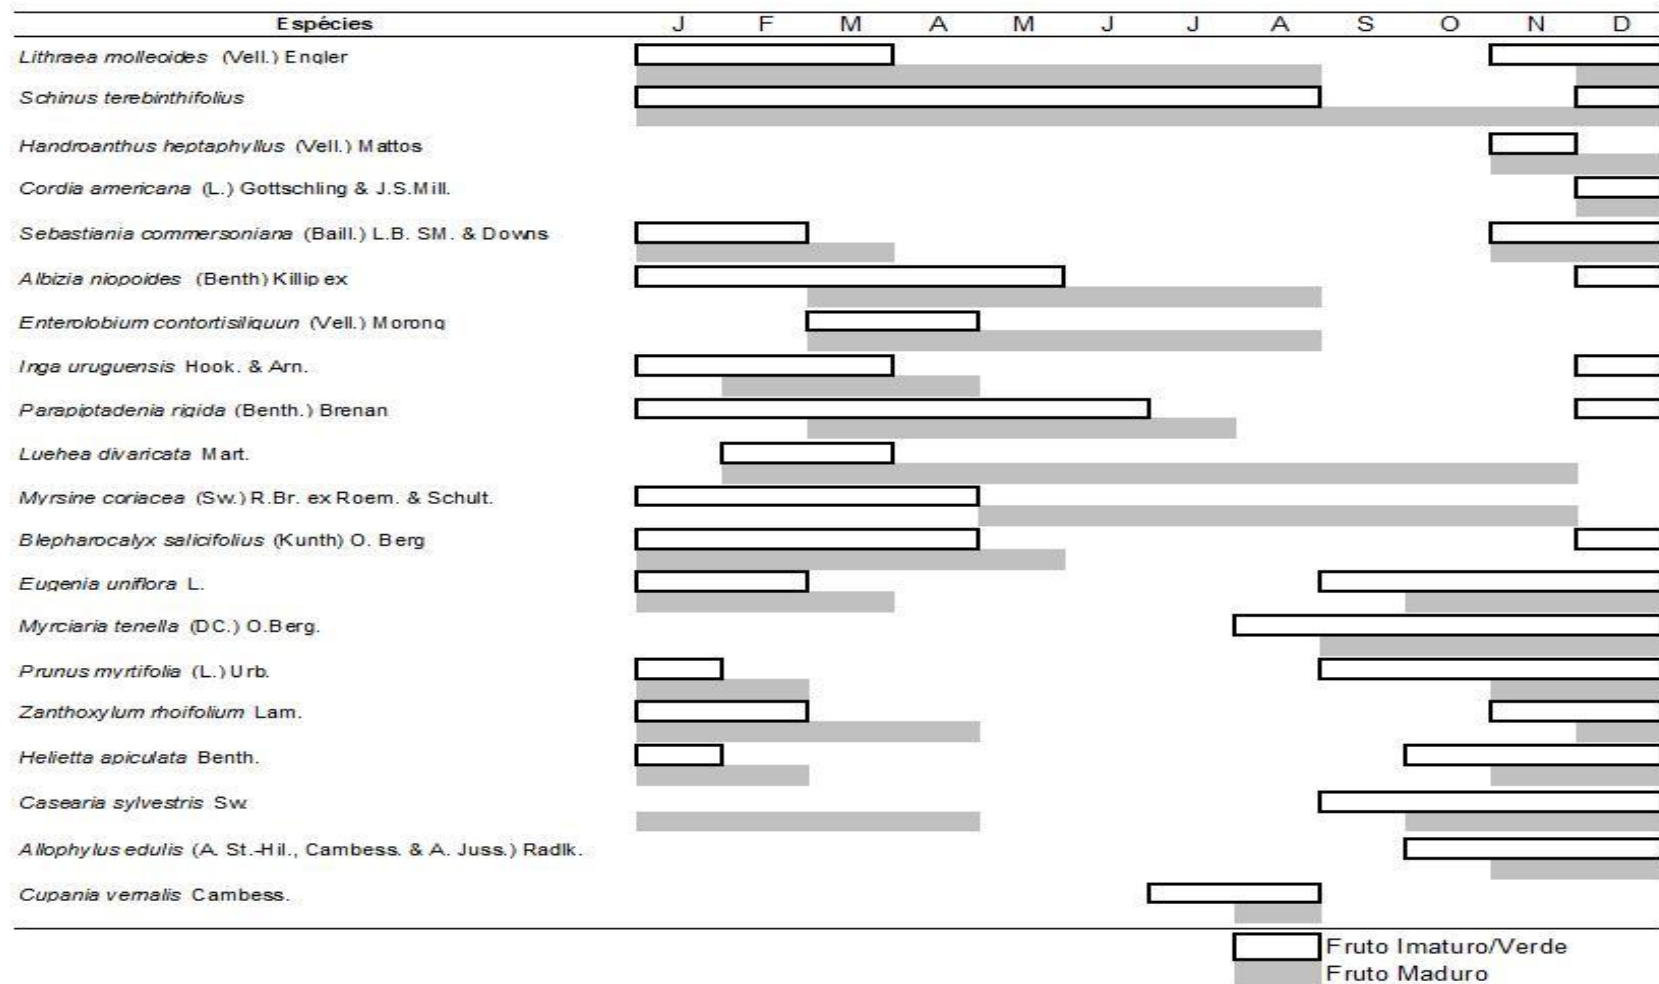 Espécies J F M A M J J A S O N D
Lithraea molleoides (Vell.) Engler
Schinus terebinthifolius
Handroanthus heptaphyllus (Vell.) Mattos
Cordia americana (L.) Gottschling & J.S.Mill.
Sebastiania commersoniana (Baill.) L.B. SM. & Downs
Albizia niopoides (Benth) Killip ex
Enterolobium contortisiliquun (Vell.) Morong
Inga uruguensis Hook. & Arn.
Parapiptadenia rigida (Benth.) Brenan
Luehea divaricata Mart.
Myrsine coriacea (Sw.) R.Br. ex Roem. & Schult.
Blepharocalyx salicifolius (Kunth) O. Berg
Eugenia uniflora L.
Myrciaria tenella (DC.) O.Berg.
Prunus myrtifolia (L.) Urb.
Zanthoxylum rhoifolium Lam.
Helietta apiculata Benth.
Casearia sylvestris Sw.
Allophylus edulis (A. St.-Hil., Cambess. & A. Juss.) Radlk.
Cupania vernalis Cambess.
Fruto Imaturo/Verde
Fruto Maduro